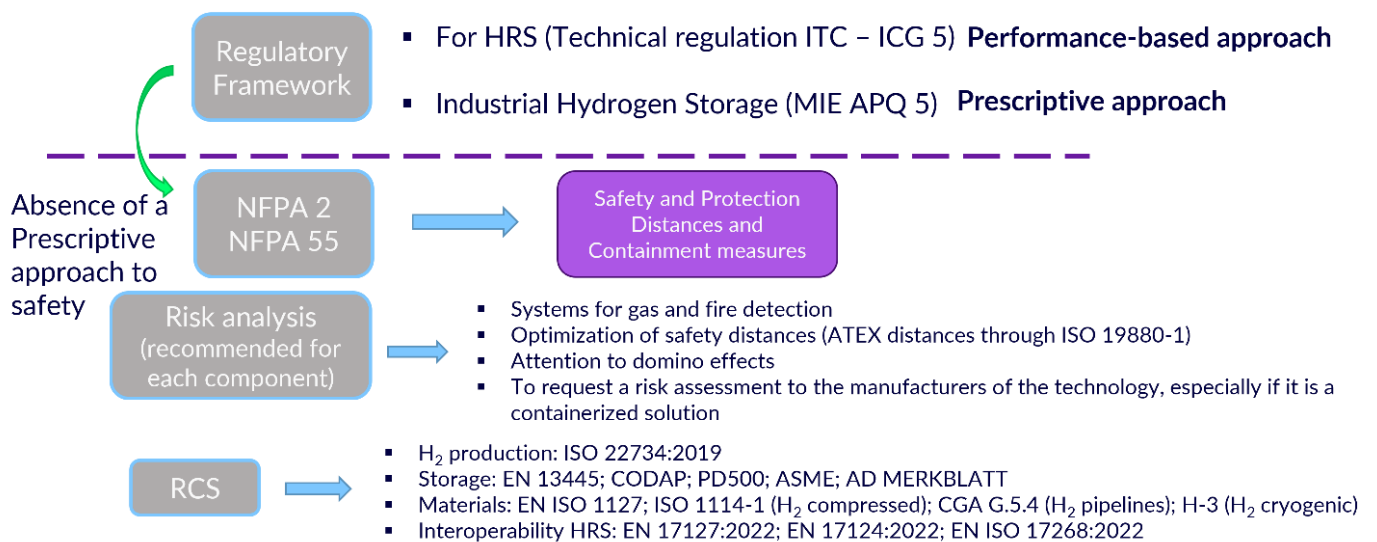 Regulatory
Framework
▪ For HRS (Technical regulation ITC – ICG 5) Performance-based approach
▪ Industrial Hydrogen Storage (MIE APQ 5) Prescriptive approach
Absence of a
Prescriptive
approach to
safety
NFPA 2
NFPA 55
Safety and Protection
Distances and
Containment measures
Risk analysis
(recommended for
each component)
▪ Systems for gas and fire detection
▪ Optimization of safety distances (ATEX distances through ISO 19880-1)
▪ Attention to domino effects
▪ To request a risk assessment to the manufacturers of the technology, especially if it is a
containerized solution
RCS
▪ H₂ production: ISO 22734:2019
▪ Storage: EN 13445; CODAP; PD500; ASME; AD MERKBLATT
▪ Materials: EN ISO 1127; ISO 1114-1 (H₂ compressed); CGA G.5.4 (H₂ pipelines); H-3 (H₂ cryogenic)
▪ Interoperability HRS: EN 17127:2022; EN 17124:2022; EN ISO 17268:2022